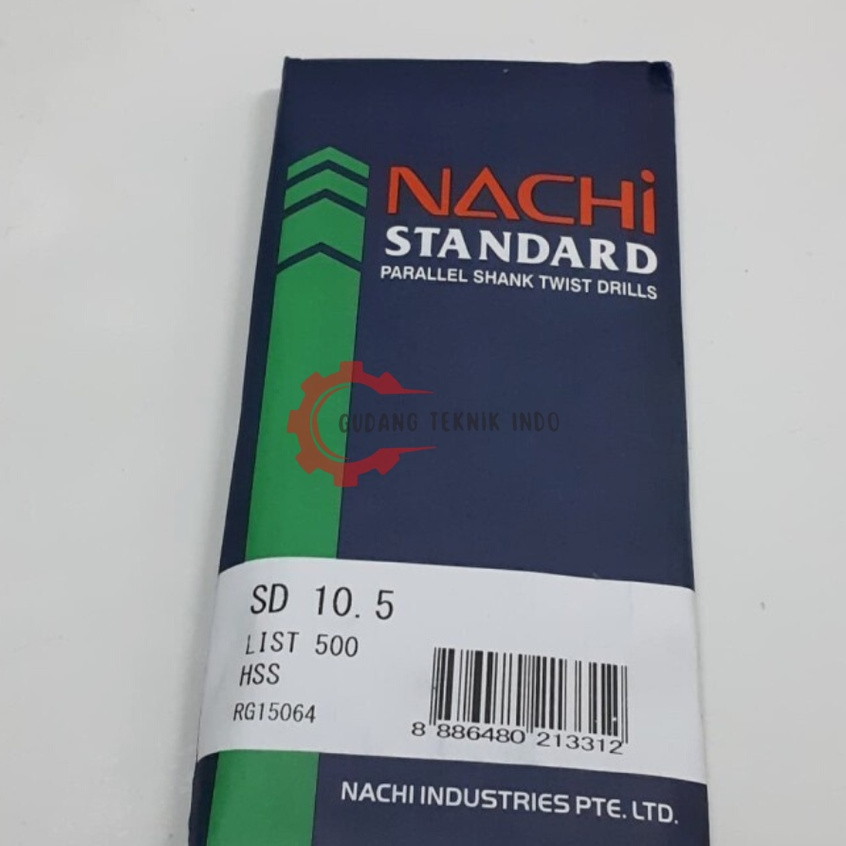 NACHi
STANDARD
PARALLEL SHANK TWIST DRILLS
GUDANG TEKNIK INDO
SD 10.5
LIST 500
HSS
RG15064
8 886480 213312
NACHI INDUSTRIES PTE. LTD.